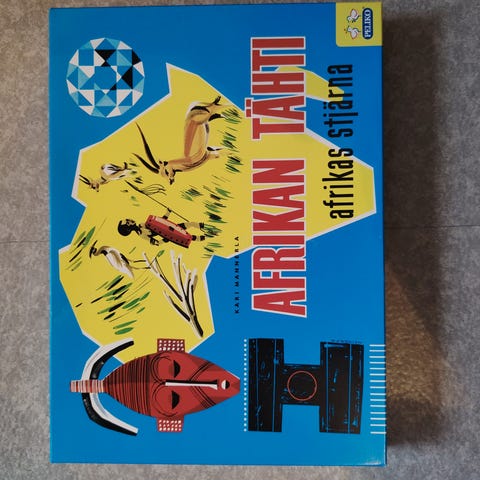 PELIKO
KARI MANNERLA
AFRIKAN TÄHTI
afrikas stjärna